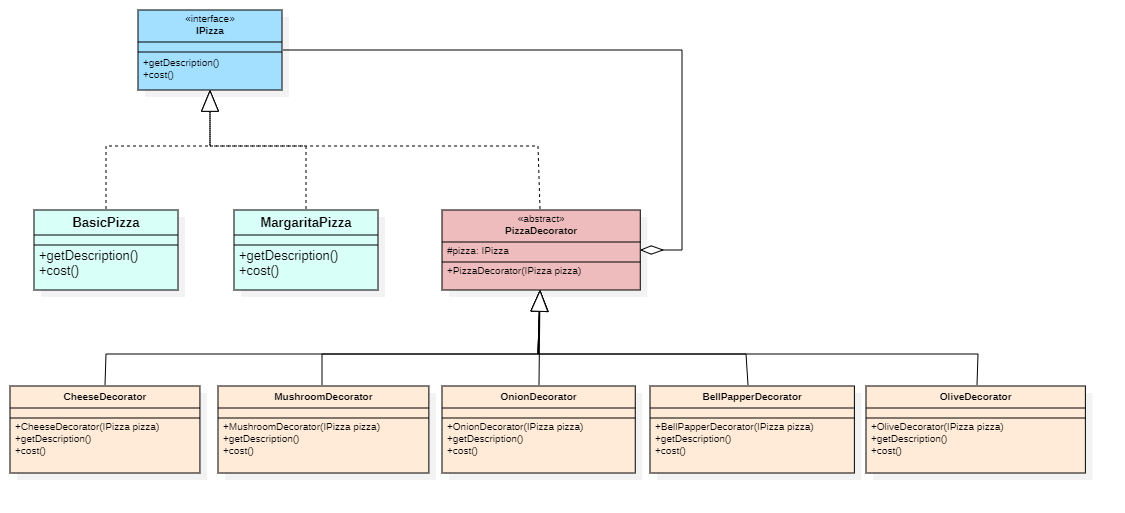 «interface»
IPizza
+getDescription()
+cost()
BasicPizza
+getDescription()
+cost()
MargaritaPizza
+getDescription()
+cost()
«abstract»
PizzaDecorator
#pizza: IPizza
+PizzaDecorator(IPizza pizza)
CheeseDecorator
+CheeseDecorator(IPizza pizza)
+getDescription()
+cost()
MushroomDecorator
+MushroomDecorator(IPizza pizza)
+getDescription()
+cost()
OnionDecorator
+OnionDecorator(IPizza pizza)
+getDescription()
+cost()
BellPapperDecorator
+BellPapperDecorator(IPizza pizza)
+getDescription()
+cost()
OliveDecorator
+OliveDecorator(IPizza pizza)
+getDescription()
+cost()